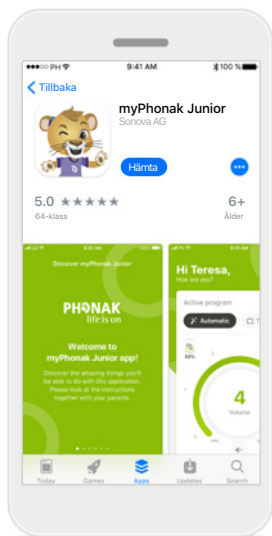 PH 9:41 AM 100 %
Tillbaka
myPhonak Junior
Sonova AG
Hämta
5.0 ★★★★★ 6+
64-klass Ålder
Discover myPhonak Junior
PHONAK
life is on
Welcome to
myPhonak Junior app!
Discover the amazing things you'll
be able to do with this application.
Please look at the instructions
together with your parents.
Hi Teresa,
How are you?
Active program
Automatic
50%
4
Volume
Today Games Apps Updates Search